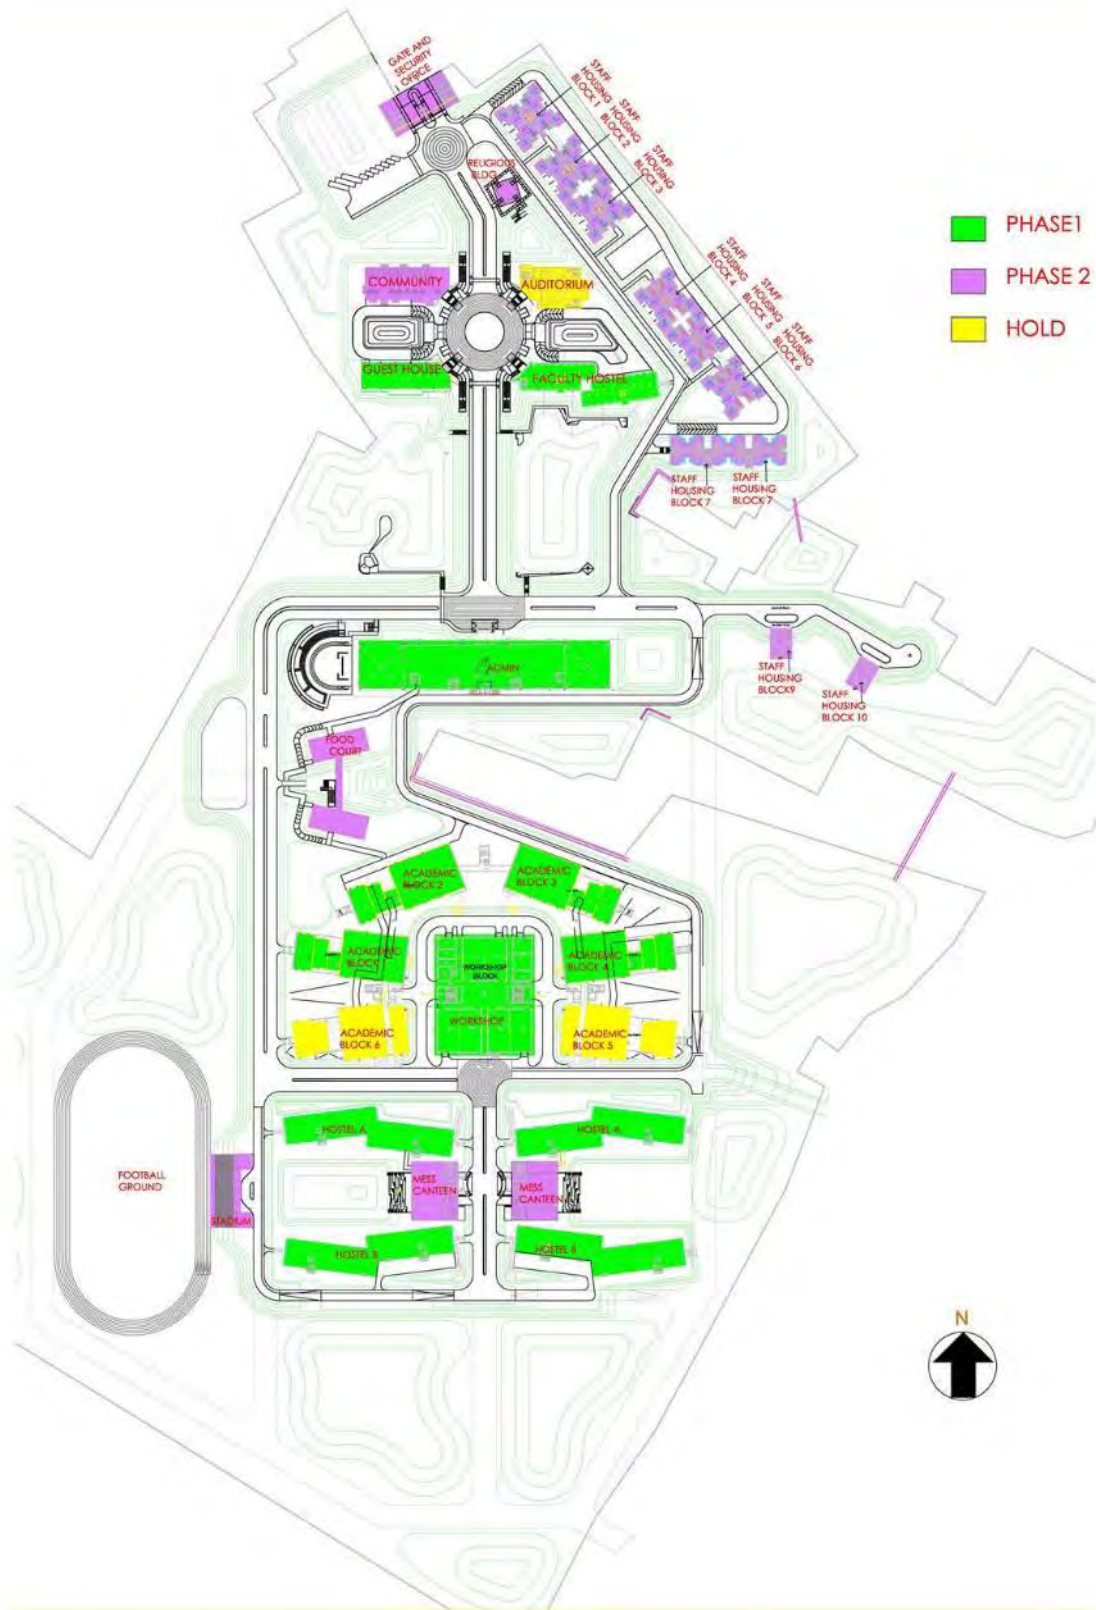 GATE AND
SECURITY
OFFICE
STAFF
HOUSING
BLOCK 1
STAFF
HOUSING
BLOCK 2
STAFF
HOUSING
BLOCK 3
RELIGIOUS
BLDG
PHASE1
PHASE 2
HOLD
STAFF
HOUSING
BLOCK 4
STAFF
HOUSING
BLOCK 5
STAFF
HOUSING
BLOCK 6
COMMUNITY
AUDITORIUM
GUEST HOUSE
FACULTY HOSTEL
STAFF
HOUSING
BLOCK 7
STAFF
HOUSING
BLOCK 7
ADMIN
STAFF
HOUSING
BLOCK9
STAFF
HOUSING
BLOCK 10
FOOD
COURT
ACADEMIC
BLOCK 2
ACADEMIC
BLOCK 3
ACADEMIC
BLOCK
WORKSHOP
BLOCK
ACADEMIC
BLOCK 4
WORKSHOP
ACADEMIC
BLOCK 6
ACADEMIC
BLOCK 5
HOSTEL A
HOSTEL A
FOOTBALL
GROUND
MESS
CANTEEN
MESS
CANTEEN
STADIUM
HOSTEL B
HOSTEL B
N